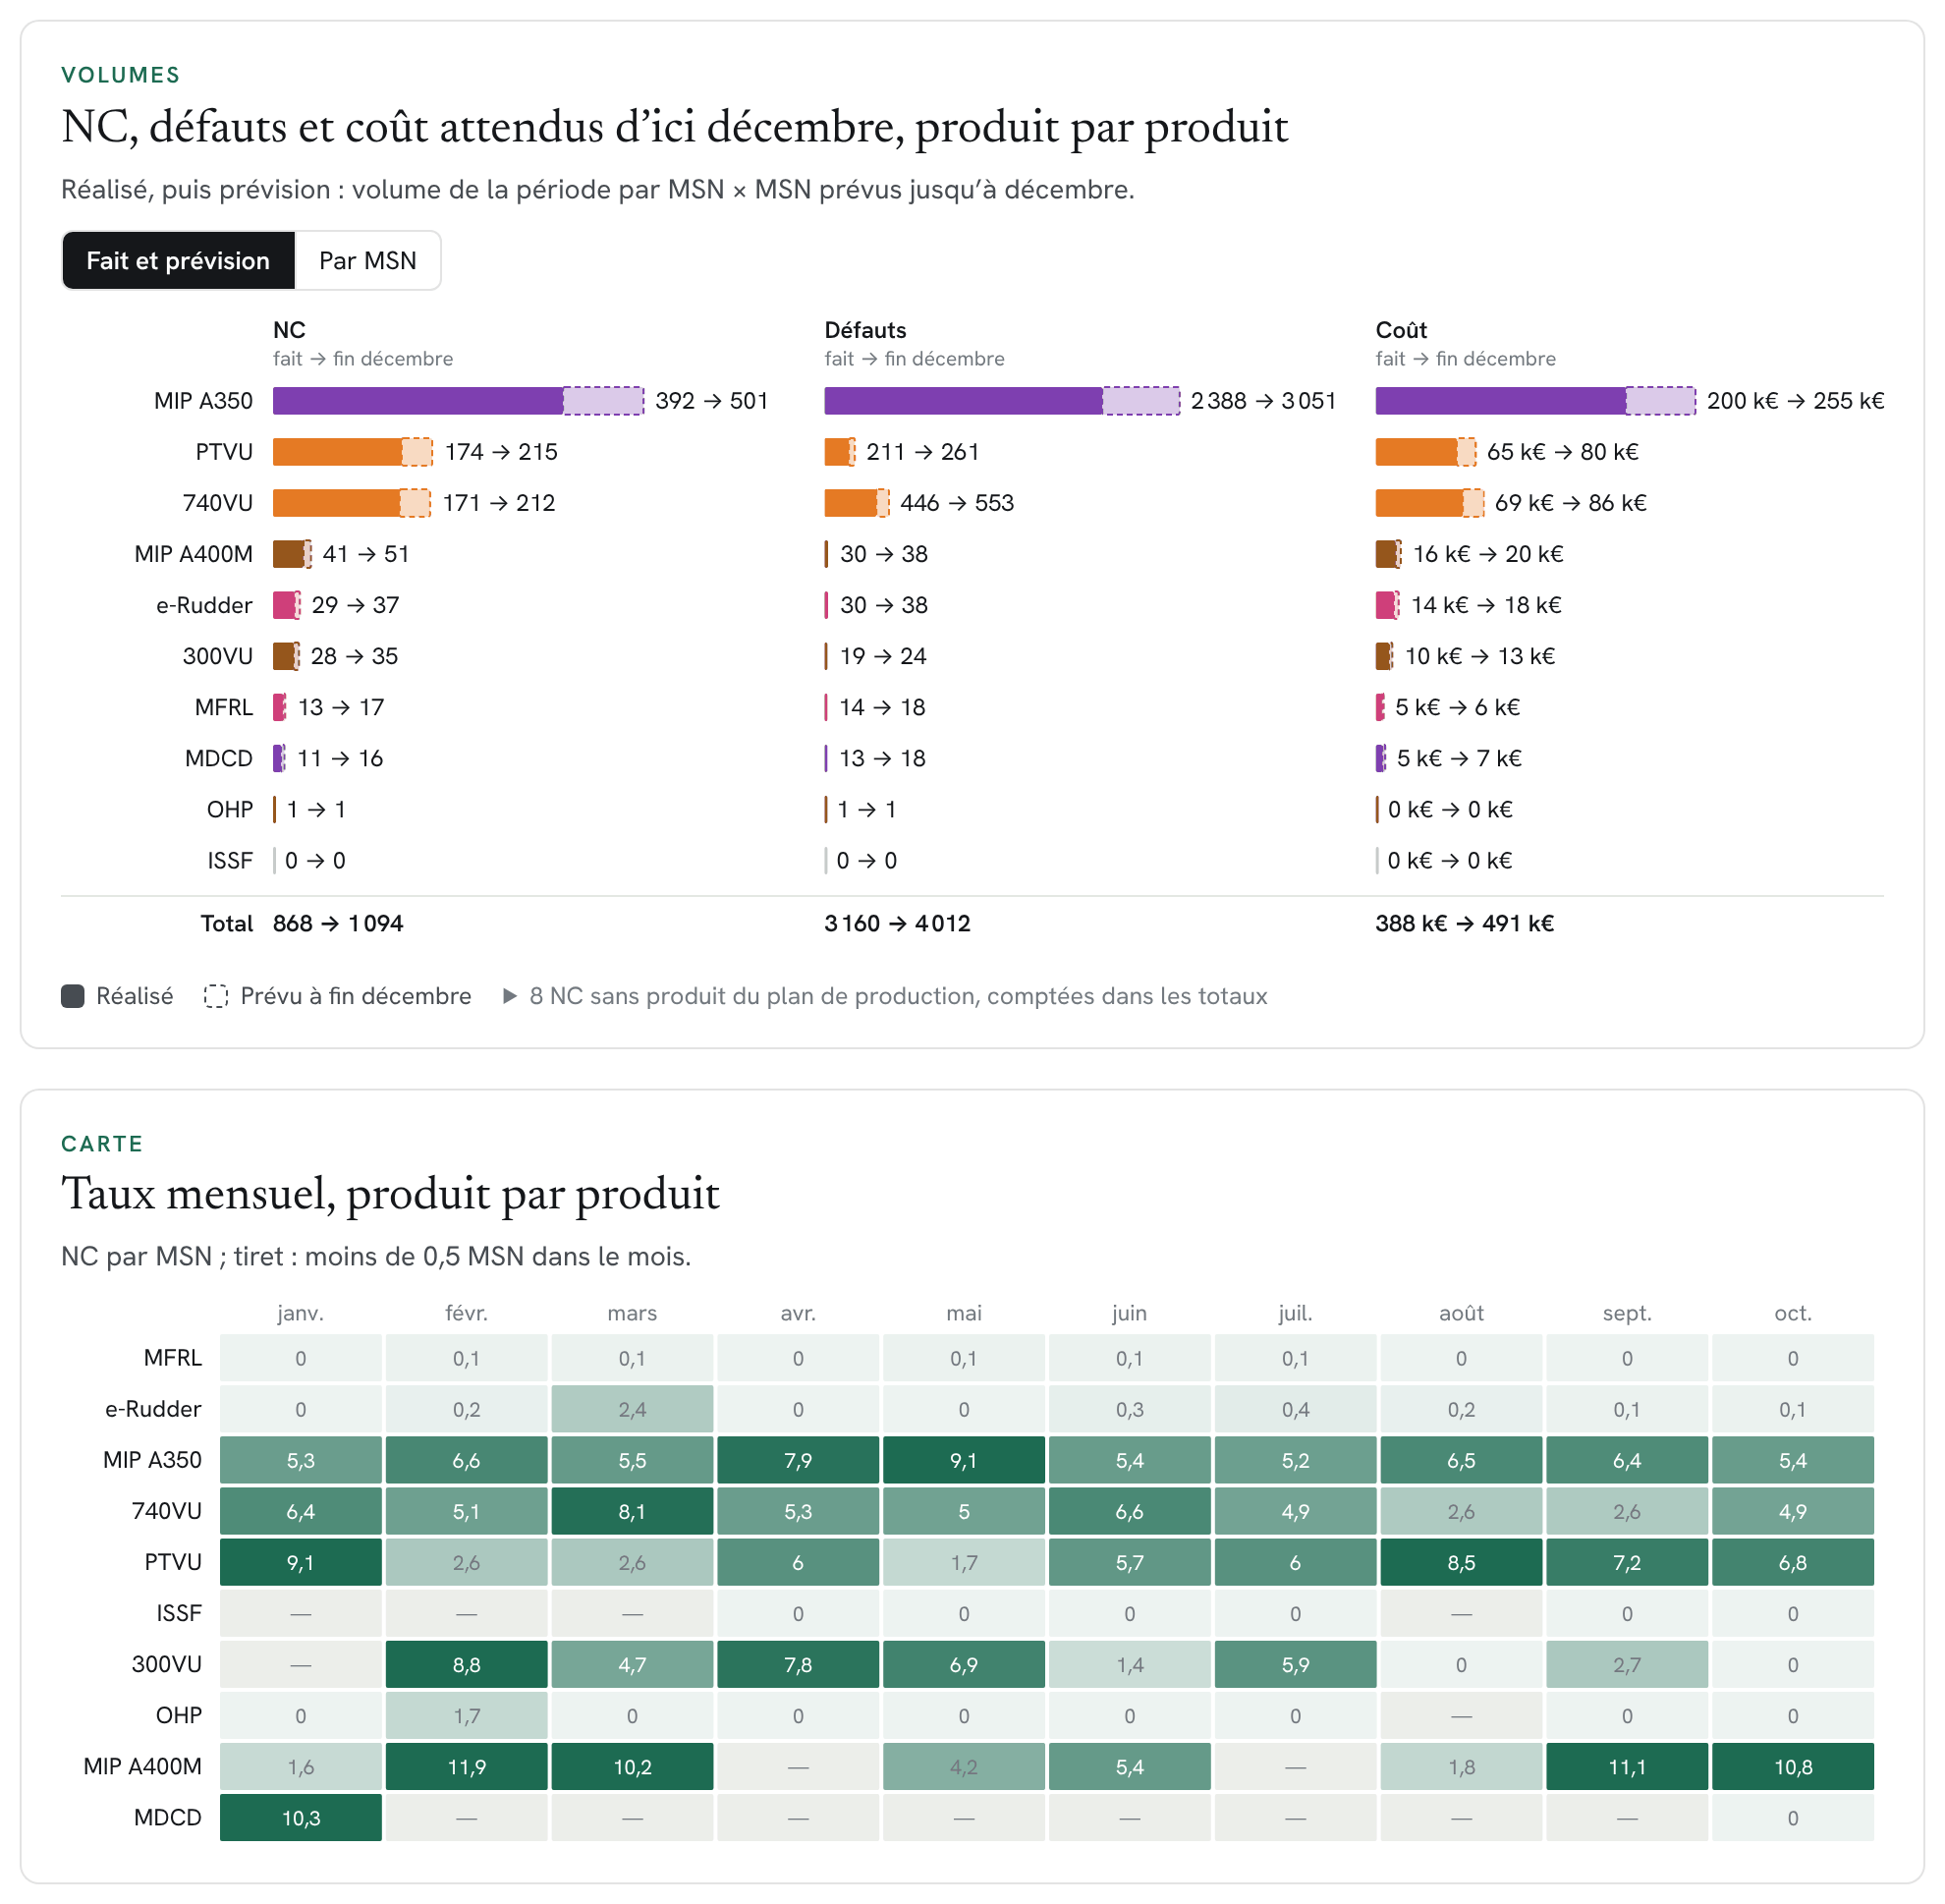 VOLUMES
NC, défauts et coût attendus d’ici décembre, produit par produit
Réalisé, puis prévision : volume de la période par MSN × MSN prévus jusqu’à décembre.
Fait et prévision Par MSN
NC Défauts Coût
fait → fin décembre fait → fin décembre fait → fin décembre
MIP A350 392 → 501 2 388 → 3 051 200 k€ → 255 k€
PTVU 174 → 215 211 → 261 65 k€ → 80 k€
740VU 171 → 212 446 → 553 69 k€ → 86 k€
MIP A400M 41 → 51 30 → 38 16 k€ → 20 k€
e-Rudder 29 → 37 30 → 38 14 k€ → 18 k€
300VU 28 → 35 19 → 24 10 k€ → 13 k€
MFRL 13 → 17 14 → 18 5 k€ → 6 k€
MDCD 11 → 16 13 → 18 5 k€ → 7 k€
OHP 1 → 1 1 → 1 0 k€ → 0 k€
ISSF 0 → 0 0 → 0 0 k€ → 0 k€
Total 868 → 1 094 3 160 → 4 012 388 k€ → 491 k€
Réalisé Prévu à fin décembre ▶ 8 NC sans produit du plan de production, comptées dans les totaux
CARTE
Taux mensuel, produit par produit
NC par MSN ; tiret : moins de 0,5 MSN dans le mois.
janv. févr. mars avr. mai juin juil. août sept. oct.
MFRL 0 0,1 0,1 0 0,1 0,1 0,1 0 0 0
e-Rudder 0 0,2 2,4 0 0 0,3 0,4 0,2 0,1 0,1
MIP A350 5,3 6,6 5,5 7,9 9,1 5,4 5,2 6,5 6,4 5,4
740VU 6,4 5,1 8,1 5,3 5 6,6 4,9 2,6 2,6 4,9
PTVU 9,1 2,6 2,6 6 1,7 5,7 6 8,5 7,2 6,8
ISSF — — — 0 0 0 0 — 0 0
300VU — 8,8 4,7 7,8 6,9 1,4 5,9 0 2,7 0
OHP 0 1,7 0 0 0 0 0 — 0 0
MIP A400M 1,6 11,9 10,2 — 4,2 5,4 — 1,8 11,1 10,8
MDCD 10,3 — — — — — — — — 0